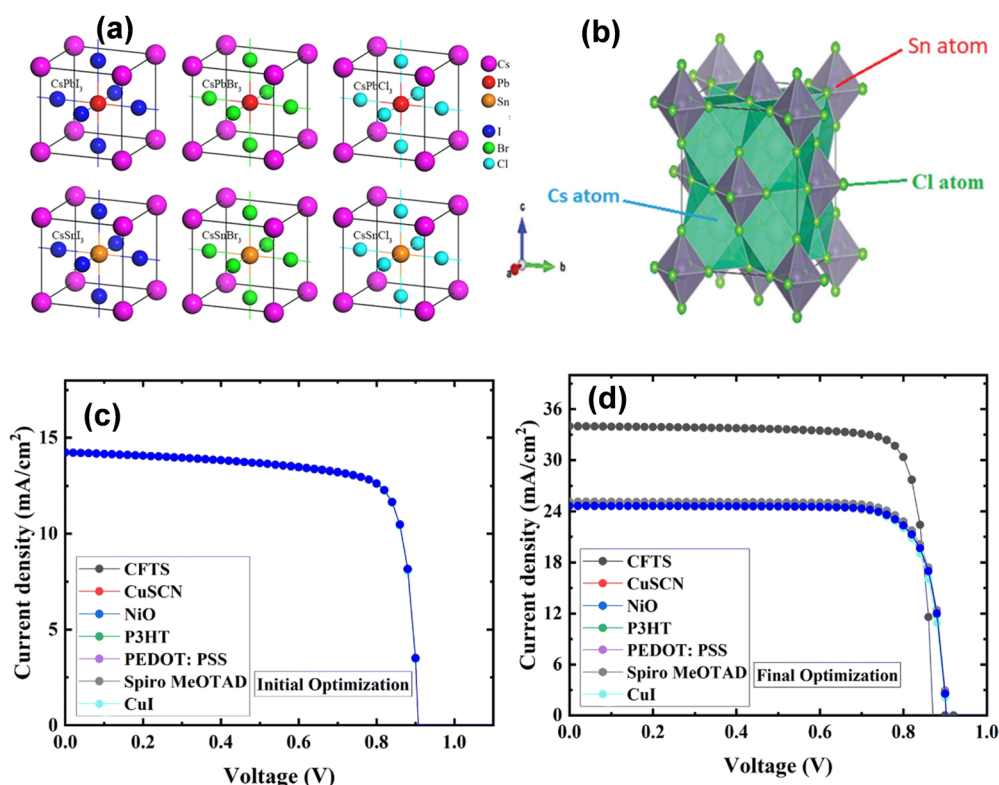 (a)
CsPbI3
CsPbBr3
CsPbCl3
Cs
Pb
Sn
I
Br
Cl
CsSnI3
CsSnBr3
CsSnCl3
(b)
Sn atom
Cl atom
Cs atom
c
a
b
(c)
Current density (mA/cm²)
15
10
5
0
CFTS
CuSCN
NiO
P3HT
PEDOT: PSS
Spiro MeOTAD
CuI
Initial Optimization
0.0 0.2 0.4 0.6 0.8 1.0
Voltage (V)
(d)
Current density (mA/cm²)
36
30
24
18
12
6
0
CFTS
CuSCN
NiO
P3HT
PEDOT: PSS
Spiro MeOTAD
CuI
Final Optimization
0.0 0.2 0.4 0.6 0.8 1.0
Voltage (V)